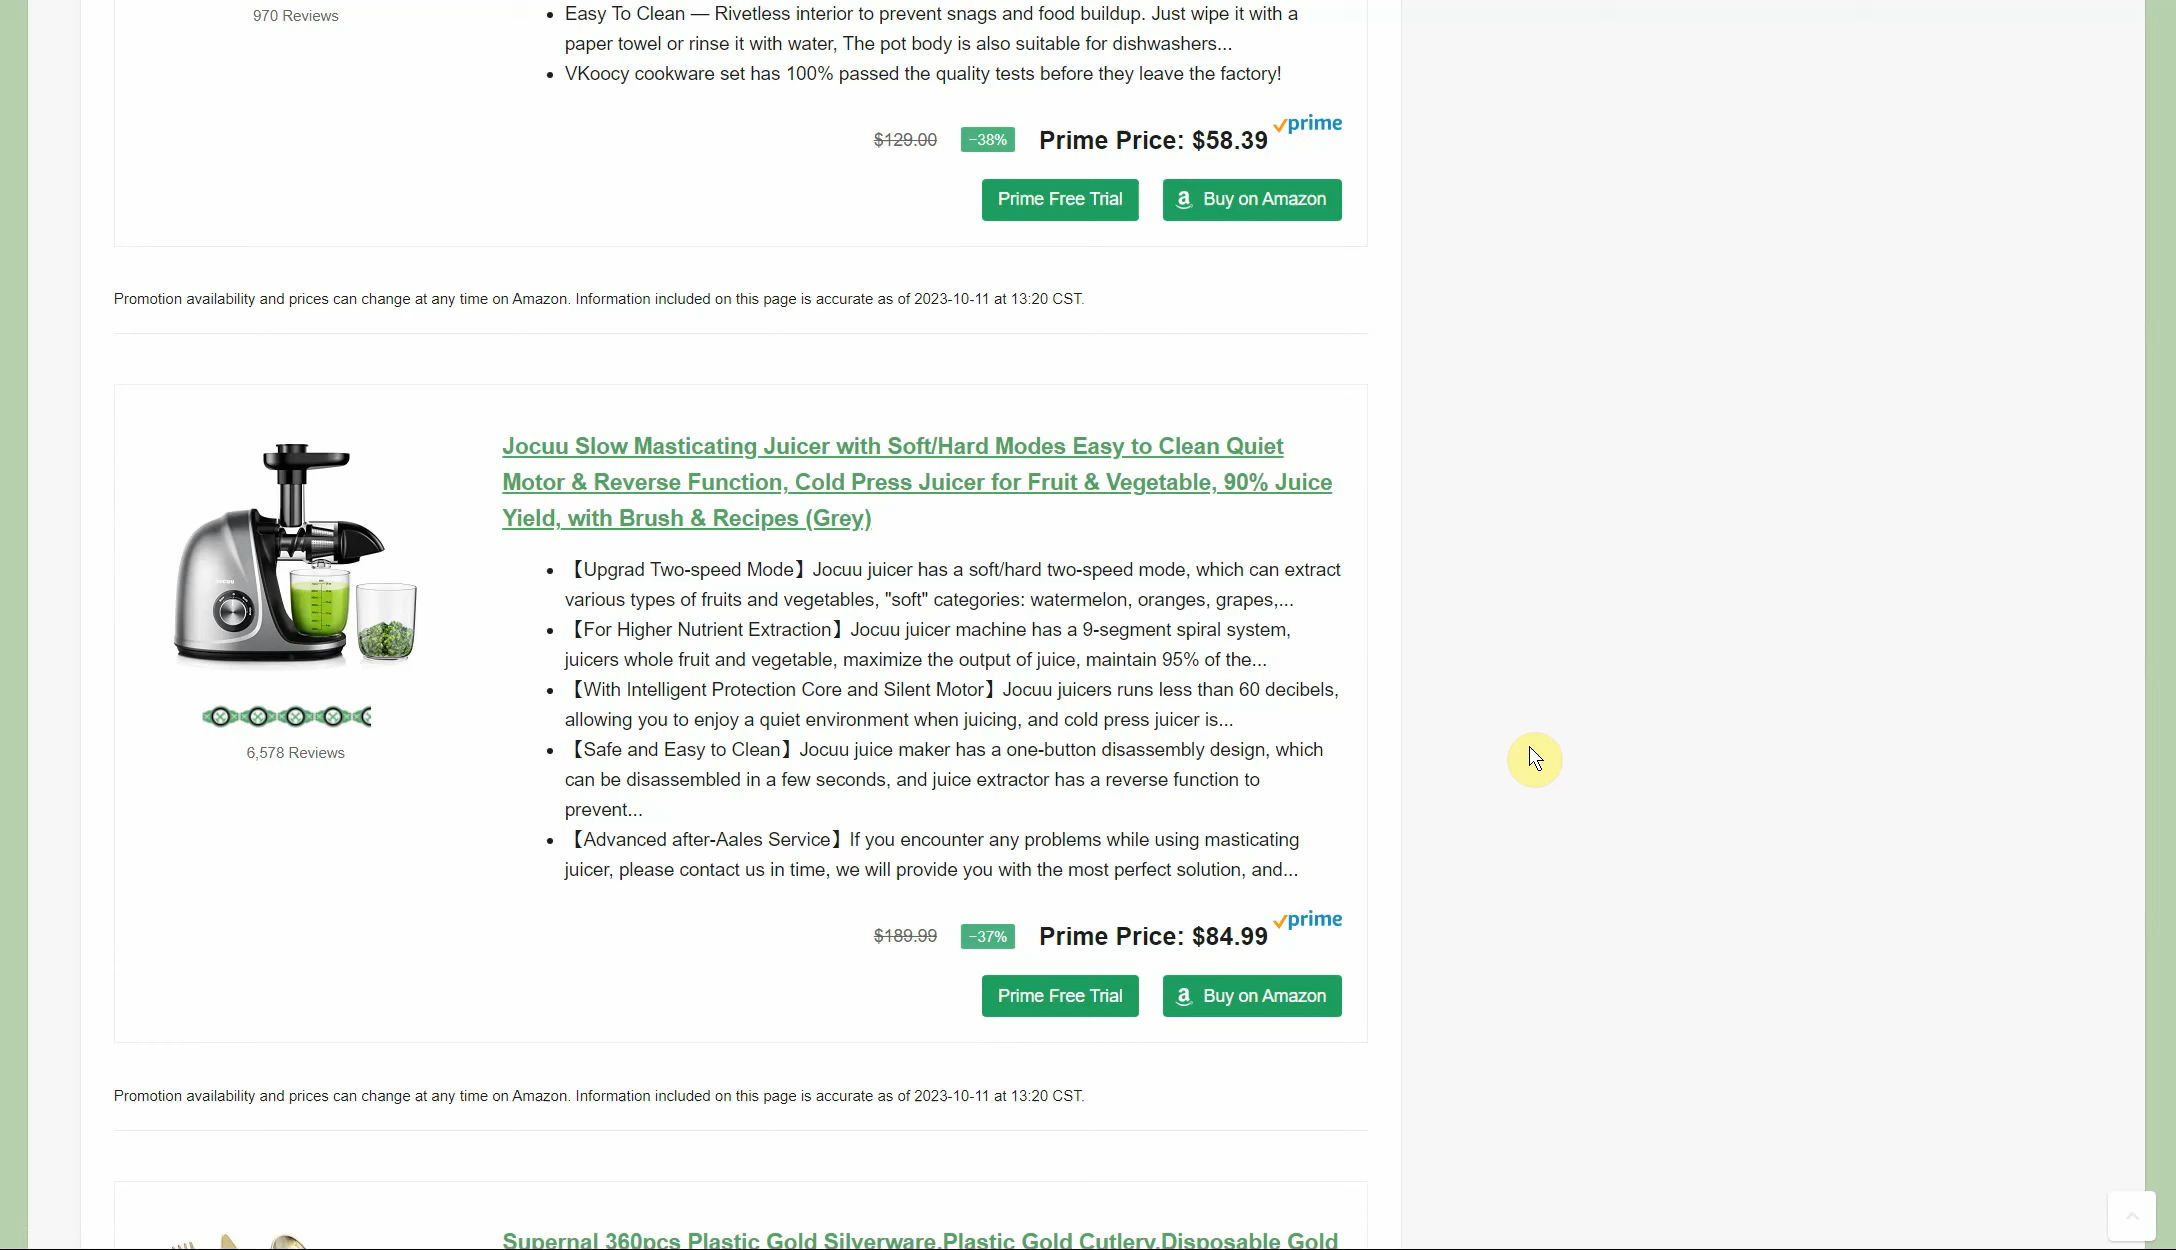 970 Reviews
• Easy To Clean — Rivetless interior to prevent snags and food buildup. Just wipe it with a
paper towel or rinse it with water, The pot body is also suitable for dishwashers...
• VKoocy cookware set has 100% passed the quality tests before they leave the factory!
$129.00 −38% Prime Price: $58.39 prime
Prime Free Trial
Buy on Amazon
Promotion availability and prices can change at any time on Amazon. Information included on this page is accurate as of 2023-10-11 at 13:20 CST.
Jocuu Slow Masticating Juicer with Soft/Hard Modes Easy to Clean Quiet
Motor & Reverse Function, Cold Press Juicer for Fruit & Vegetable, 90% Juice
Yield, with Brush & Recipes (Grey)
6,578 Reviews
• 【Upgrad Two-speed Mode】Jocuu juicer has a soft/hard two-speed mode, which can extract
various types of fruits and vegetables, "soft" categories: watermelon, oranges, grapes,...
• 【For Higher Nutrient Extraction】Jocuu juicer machine has a 9-segment spiral system,
juicers whole fruit and vegetable, maximize the output of juice, maintain 95% of the...
• 【With Intelligent Protection Core and Silent Motor】Jocuu juicers runs less than 60 decibels,
allowing you to enjoy a quiet environment when juicing, and cold press juicer is...
• 【Safe and Easy to Clean】Jocuu juice maker has a one-button disassembly design, which
can be disassembled in a few seconds, and juice extractor has a reverse function to
prevent...
• 【Advanced after-Aales Service】If you encounter any problems while using masticating
juicer, please contact us in time, we will provide you with the most perfect solution, and...
$189.99 −37% Prime Price: $84.99 prime
Prime Free Trial
Buy on Amazon
Promotion availability and prices can change at any time on Amazon. Information included on this page is accurate as of 2023-10-11 at 13:20 CST.
Supernal 360pcs Plastic Gold Silverware,Plastic Gold Cutlery,Disposable Gold